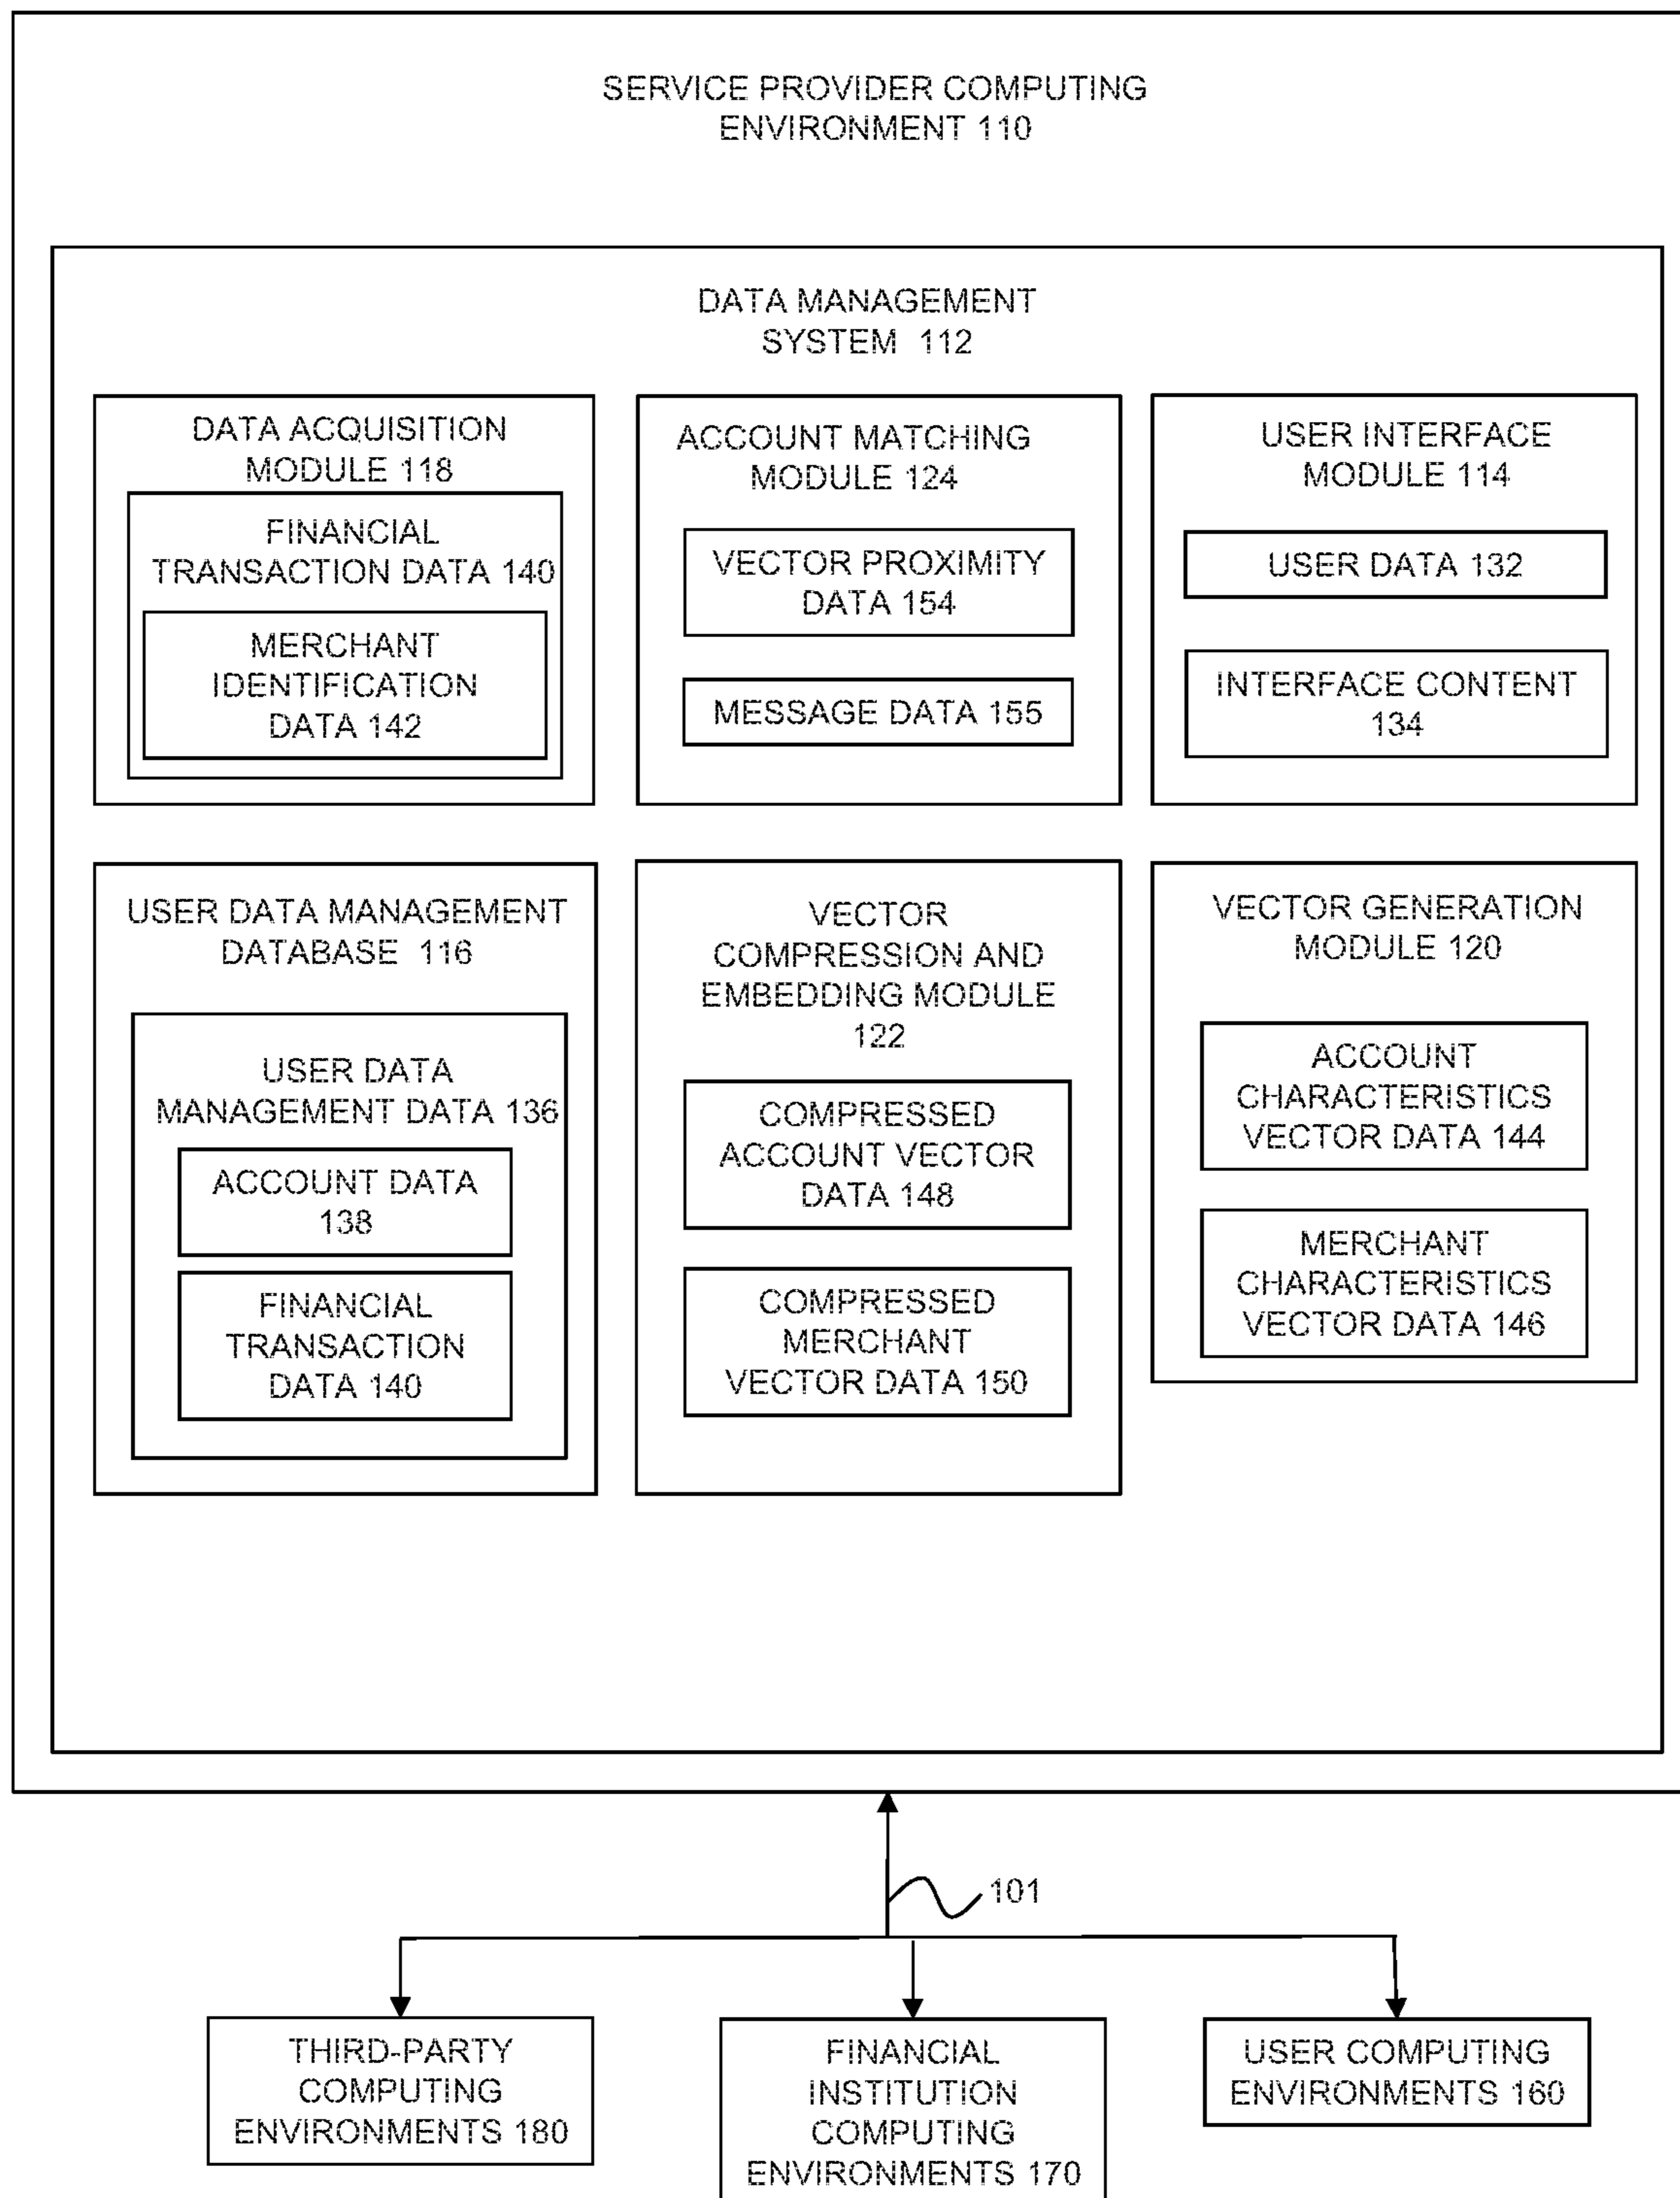 SERVICE PROVIDER COMPUTING
ENVIRONMENT 110
DATA MANAGEMENT
SYSTEM 112
DATA ACQUISITION
MODULE 118
FINANCIAL
TRANSACTION DATA 140
MERCHANT
IDENTIFICATION
DATA 142
ACCOUNT MATCHING
MODULE 124
VECTOR PROXIMITY
DATA 154
MESSAGE DATA 155
USER INTERFACE
MODULE 114
USER DATA 132
INTERFACE CONTENT
134
USER DATA MANAGEMENT
DATABASE 116
USER DATA
MANAGEMENT DATA 136
ACCOUNT DATA
138
FINANCIAL
TRANSACTION
DATA 140
VECTOR
COMPRESSION AND
EMBEDDING MODULE
122
COMPRESSED
ACCOUNT VECTOR
DATA 148
COMPRESSED
MERCHANT
VECTOR DATA 150
VECTOR GENERATION
MODULE 120
ACCOUNT
CHARACTERISTICS
VECTOR DATA 144
MERCHANT
CHARACTERISTICS
VECTOR DATA 146
101
THIRD-PARTY
COMPUTING
ENVIRONMENTS 180
FINANCIAL
INSTITUTION
COMPUTING
ENVIRONMENTS 170
USER COMPUTING
ENVIRONMENTS 160